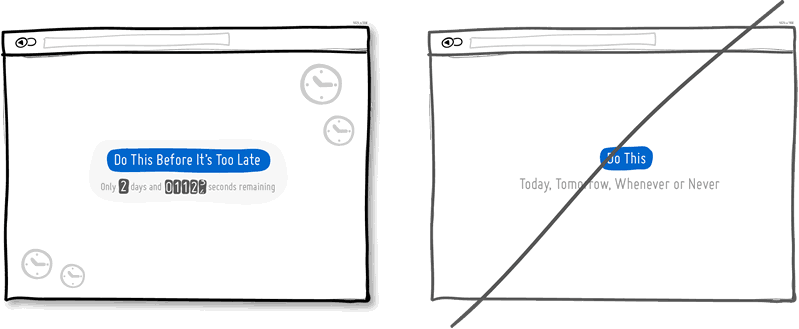 Do This Before It's Too Late
Only 2 days and 0112 seconds remaining
Do This
Today, Tomorrow, Whenever or Never